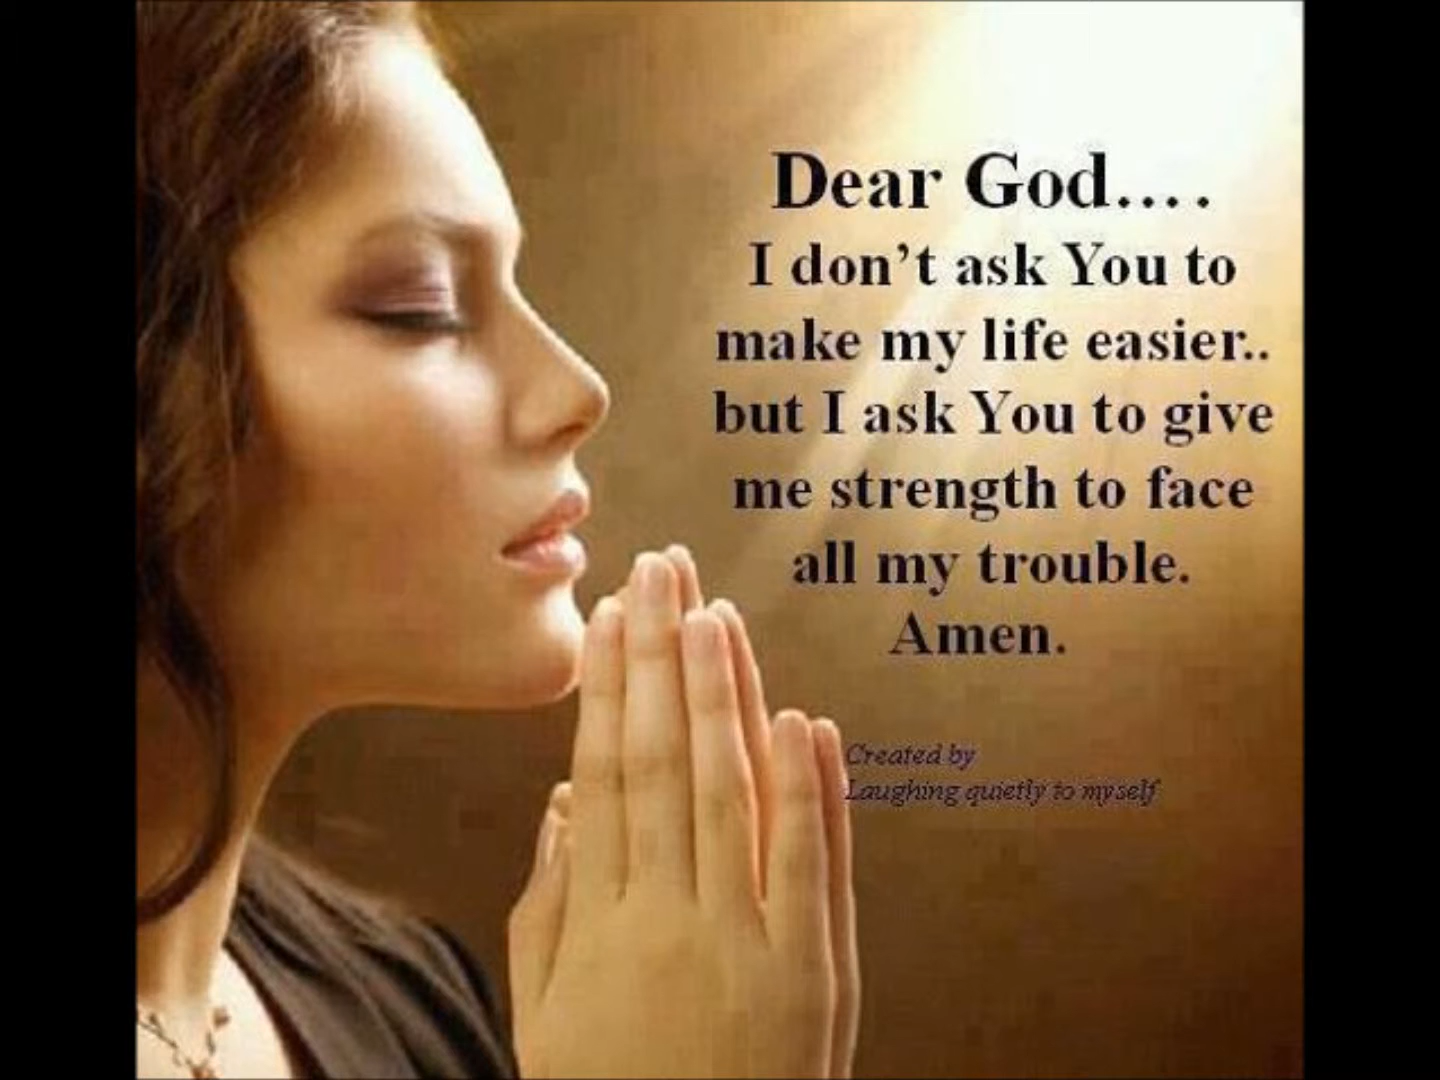 Dear God....
I don’t ask You to
make my life easier..
but I ask You to give
me strength to face
all my trouble.
Amen.
Created by
Laughing quietly to myself